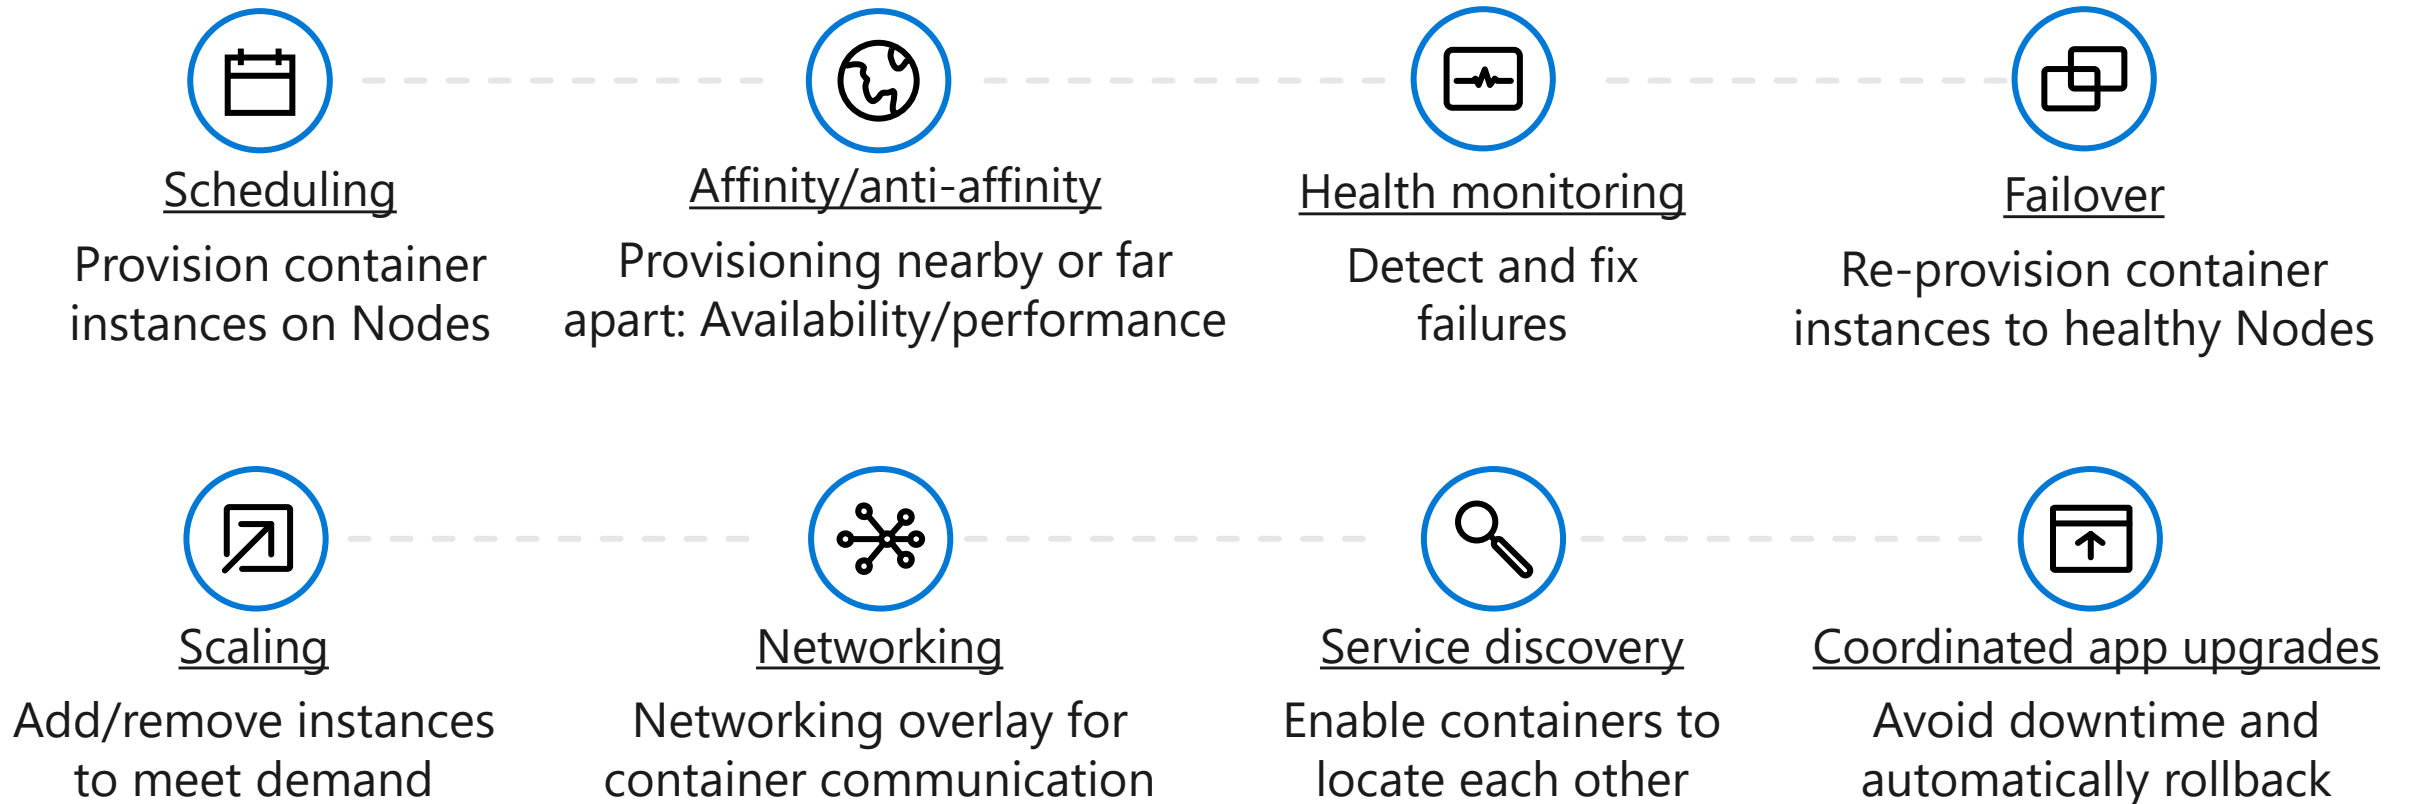 Scheduling
Provision container
instances on Nodes
Affinity/anti-affinity
Provisioning nearby or far
apart: Availability/performance
Health monitoring
Detect and fix
failures
Failover
Re-provision container
instances to healthy Nodes
Scaling
Add/remove instances
to meet demand
Networking
Networking overlay for
container communication
Service discovery
Enable containers to
locate each other
Coordinated app upgrades
Avoid downtime and
automatically rollback